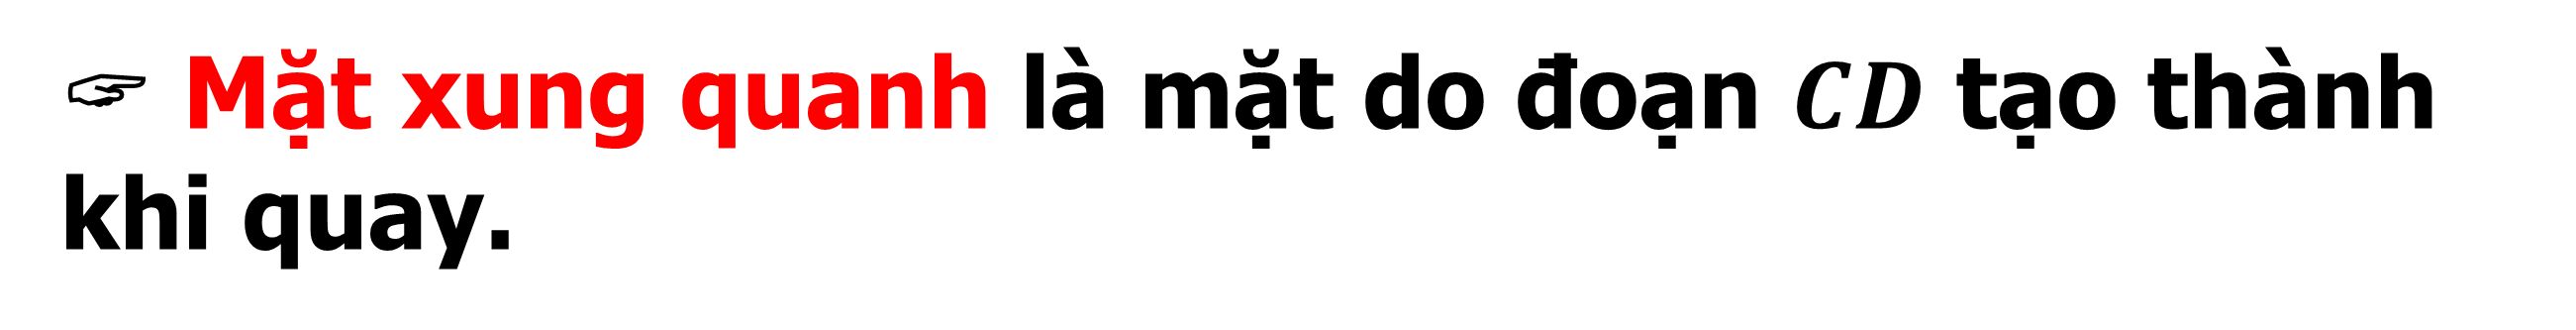 ☞ Mặt xung quanh là mặt do đoạn 𝑪𝑫 tạo thành
khi quay.